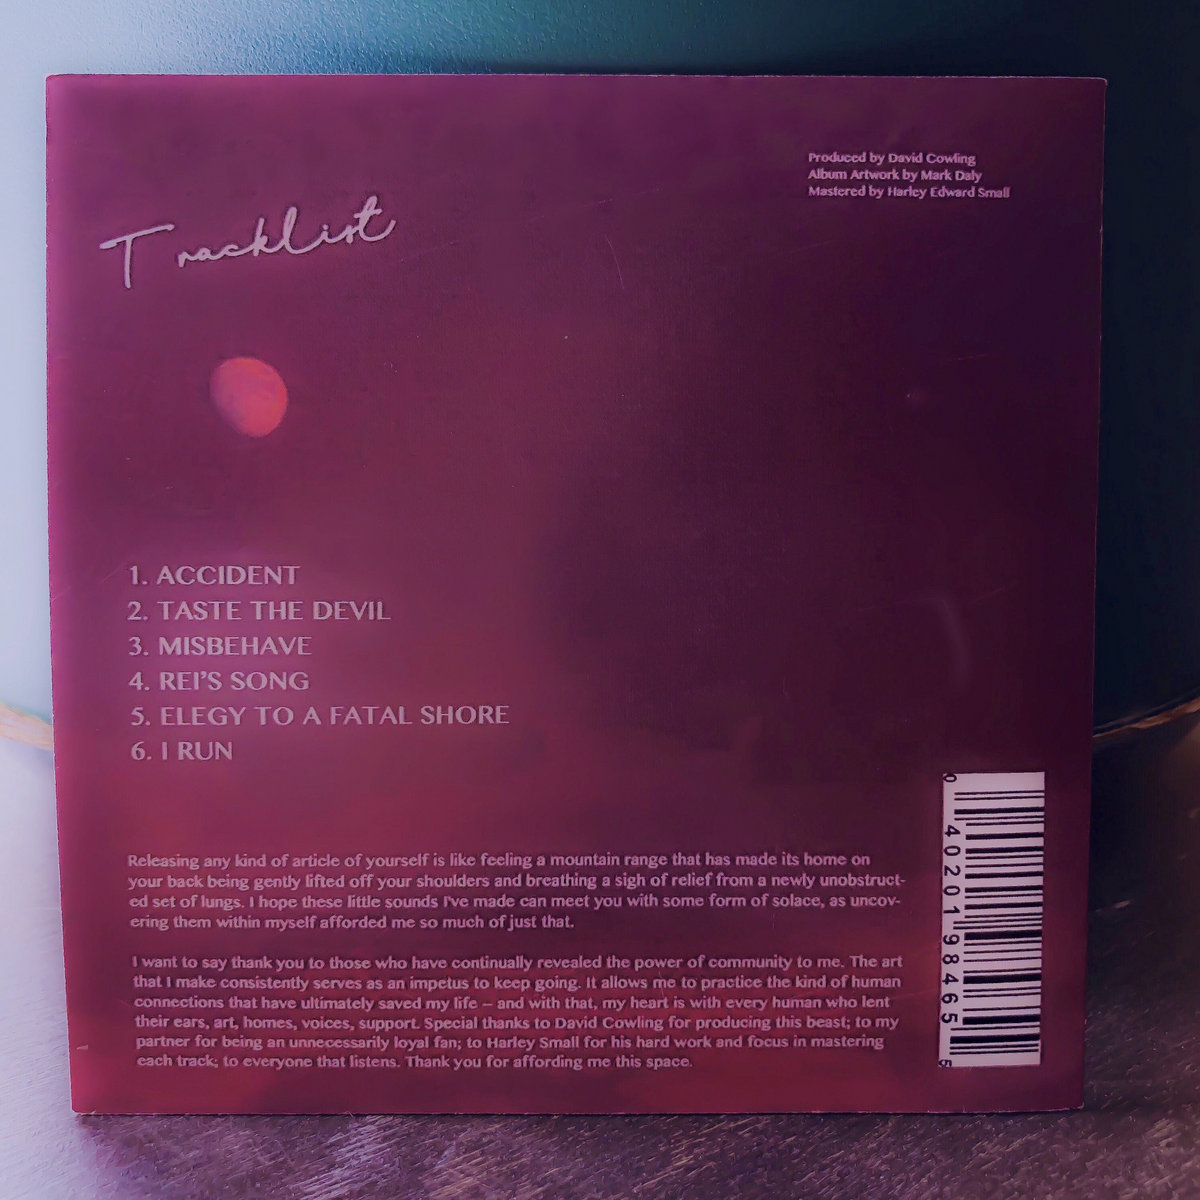 Produced by David Cowling
Album Artwork by Mark Daly
Mastered by Harley Edward Small
Tracklist
1. ACCIDENT
2. TASTE THE DEVIL
3. MISBEHAVE
4. REI'S SONG
5. ELEGY TO A FATAL SHORE
6. I RUN
Releasing any kind of article of yourself is like feeling a mountain range that has made its home on
your back being gently lifted off your shoulders and breathing a sigh of relief from a newly unobstruct-
ed set of lungs. I hope these little sounds I've made can meet you with some form of solace, as uncov-
ering them within myself afforded me so much of just that.
I want to say thank you to those who have continually revealed the power of community to me. The art
that I make consistently serves as an impetus to keep going. It allows me to practice the kind of human
connections that have ultimately saved my life – and with that, my heart is with every human who lent
their ears, art, homes, voices, support. Special thanks to David Cowling for producing this beast; to my
partner for being an unnecessarily loyal fan; to Harley Small for his hard work and focus in mastering
each track; to everyone that listens. Thank you for affording me this space.
0 40201 98465 5